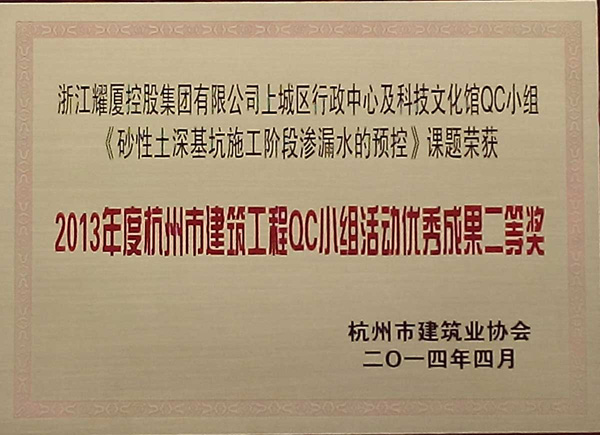 浙江耀厦控股集团有限公司上城区行政中心及科技文化馆QC小组
《砂性土深基坑施工阶段渗漏水的预控》课题荣获
2013年度杭州市建筑工程QC小组活动优秀成果二等奖
杭州市建筑业协会
二〇一四年四月